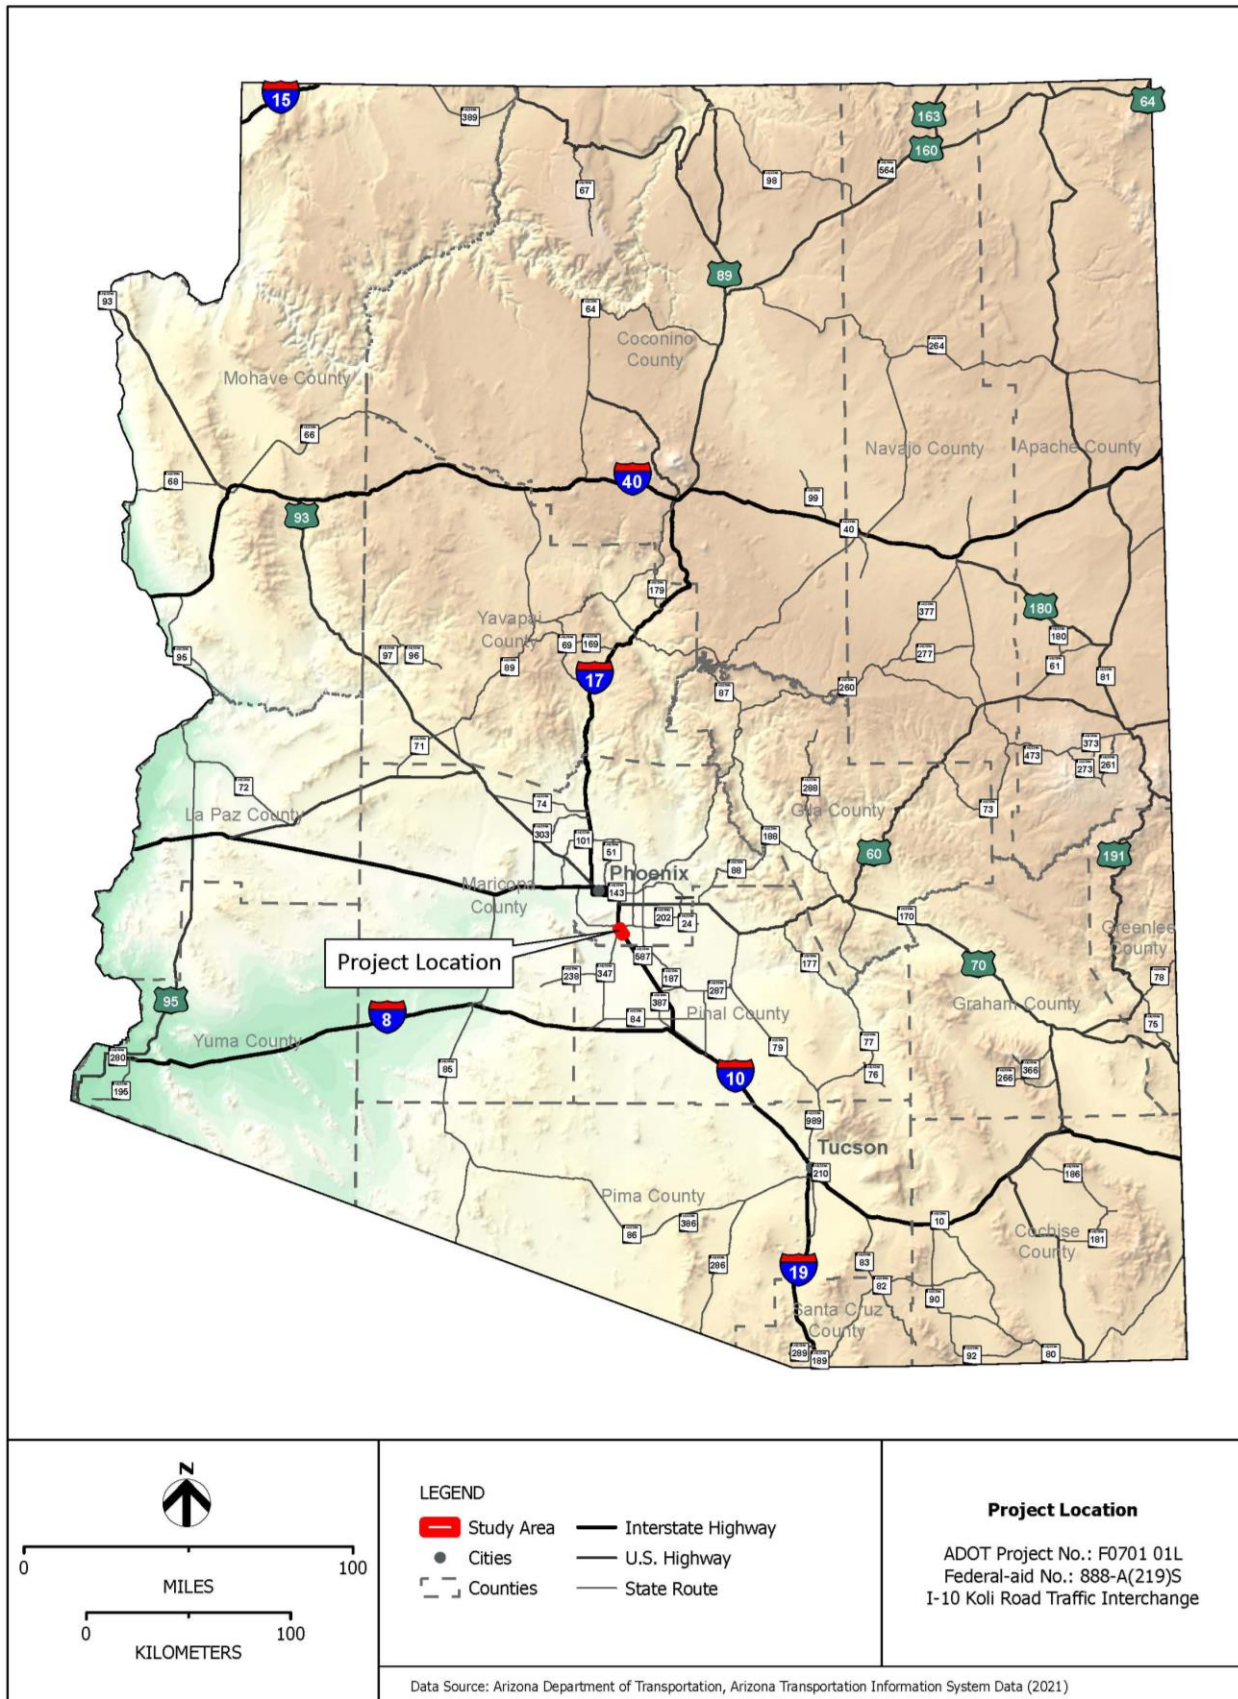 15
389
163
64
160
564
98
67
89
93
64
264
Coconino
County
Mohave County
66
Navajo County
Apache County
68
40
99
93
40
179
377
180
Yavapai
County
180
69
169
95
97
96
277
89
61
81
17
87
260
71
473
373
273
261
72
288
La Paz County
74
Gila County
73
303
101
188
51
60
191
88
Phoenix
Maricopa
County
143
202
24
170
Greenlee
County
587
Project Location
238
347
187
177
70
78
287
95
387
Graham County
8
84
Pinal County
75
Yuma County
77
280
79
85
10
76
266
366
195
989
Tucson
210
186
Pima County
386
10
86
Cochise
County
181
286
19
83
82
90
Santa Cruz
County
289
189
92
80
N
0
100
MILES
0
100
KILOMETERS
LEGEND
Study Area
Interstate Highway
Cities
U.S. Highway
Counties
State Route
Project Location
ADOT Project No.: F0701 01L
Federal-aid No.: 888-A(219)S
I-10 Koli Road Traffic Interchange
Data Source: Arizona Department of Transportation, Arizona Transportation Information System Data (2021)